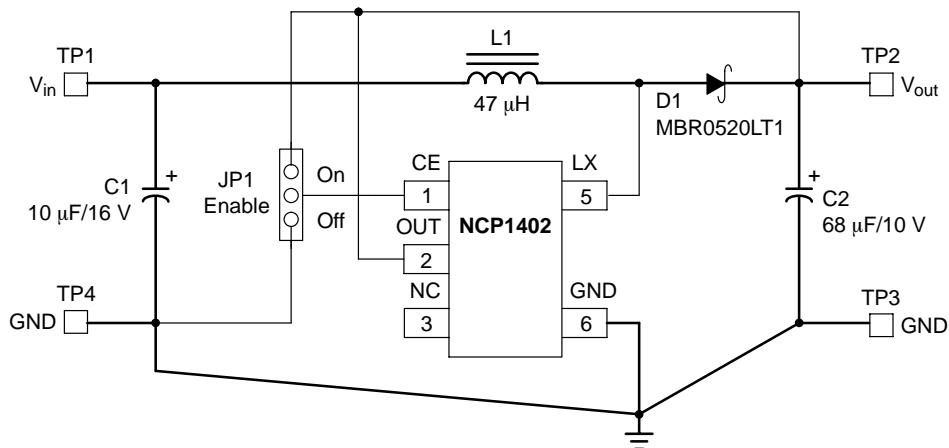 L1
TP1
TP2
V_in
V_out
47 µH
D1
MBR0520LT1
CE
LX
JP1
On
C1
+
1
5
+
10 µF/16 V
Enable
Off
C2
OUT
NCP1402
68 µF/10 V
2
TP4
NC
GND
TP3
GND
3
6
GND